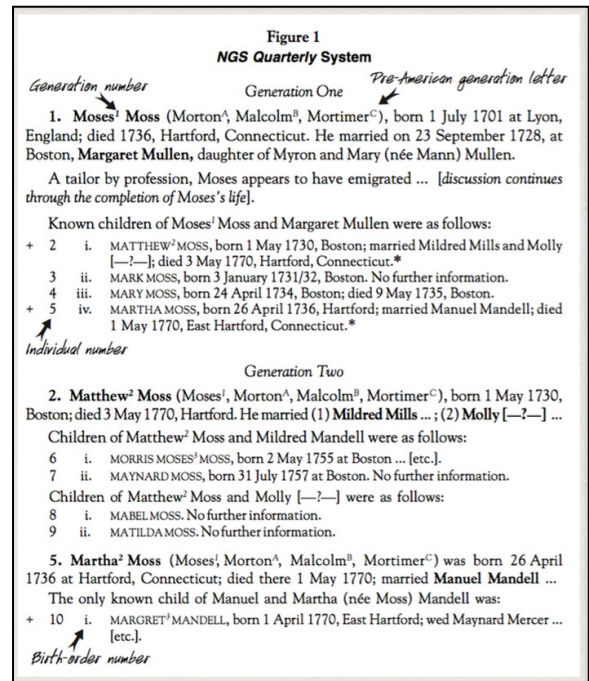 Figure 1
NGS Quarterly System
Generation number
Generation One
Pre-American generation letter
1. Moses¹ Moss (Mortonᴬ, Malcolmᴮ, Mortimerᶜ), born 1 July 1701 at Lyon,
England; died 1736, Hartford, Connecticut. He married on 23 September 1728, at
Boston, Margaret Mullen, daughter of Myron and Mary (née Mann) Mullen.
A tailor by profession, Moses appears to have emigrated ... [discussion continues
through the completion of Moses's life].
Known children of Moses¹ Moss and Margaret Mullen were as follows:
+ 2 i. MATTHEW² MOSS, born 1 May 1730, Boston; married Mildred Mills and Molly
[—?—]; died 3 May 1770, Hartford, Connecticut.*
3 ii. MARK MOSS, born 3 January 1731/32, Boston. No further information.
4 iii. MARY MOSS, born 24 April 1734, Boston; died 9 May 1735, Boston.
+ 5 iv. MARTHA MOSS, born 26 April 1736, Hartford; married Manuel Mandell; died
1 May 1770, East Hartford, Connecticut.*
Individual number
Generation Two
2. Matthew² Moss (Moses¹, Mortonᴬ, Malcolmᴮ, Mortimerᶜ), born 1 May 1730,
Boston; died 3 May 1770, Hartford. He married (1) Mildred Mills ... ; (2) Molly [—?—] ...
Children of Matthew² Moss and Mildred Mandell were as follows:
6 i. MORRIS MOSES³ MOSS, born 2 May 1755 at Boston ... [etc.].
7 ii. MAYNARD MOSS, born 31 July 1757 at Boston. No further information.
Children of Matthew² Moss and Molly [—?—] were as follows:
8 i. MABEL MOSS. No further information.
9 ii. MATILDA MOSS. No further information.
5. Martha² Moss (Moses¹, Mortonᴬ, Malcolmᴮ, Mortimerᶜ) was born 26 April
1736 at Hartford, Connecticut; died there 1 May 1770; married Manuel Mandell ...
The only known child of Manuel and Martha (née Moss) Mandell was:
+ 10 i. MARGRET³ MANDELL, born 1 April 1770, East Hartford; wed Maynard Mercer ...
[etc.].
Birth-order number